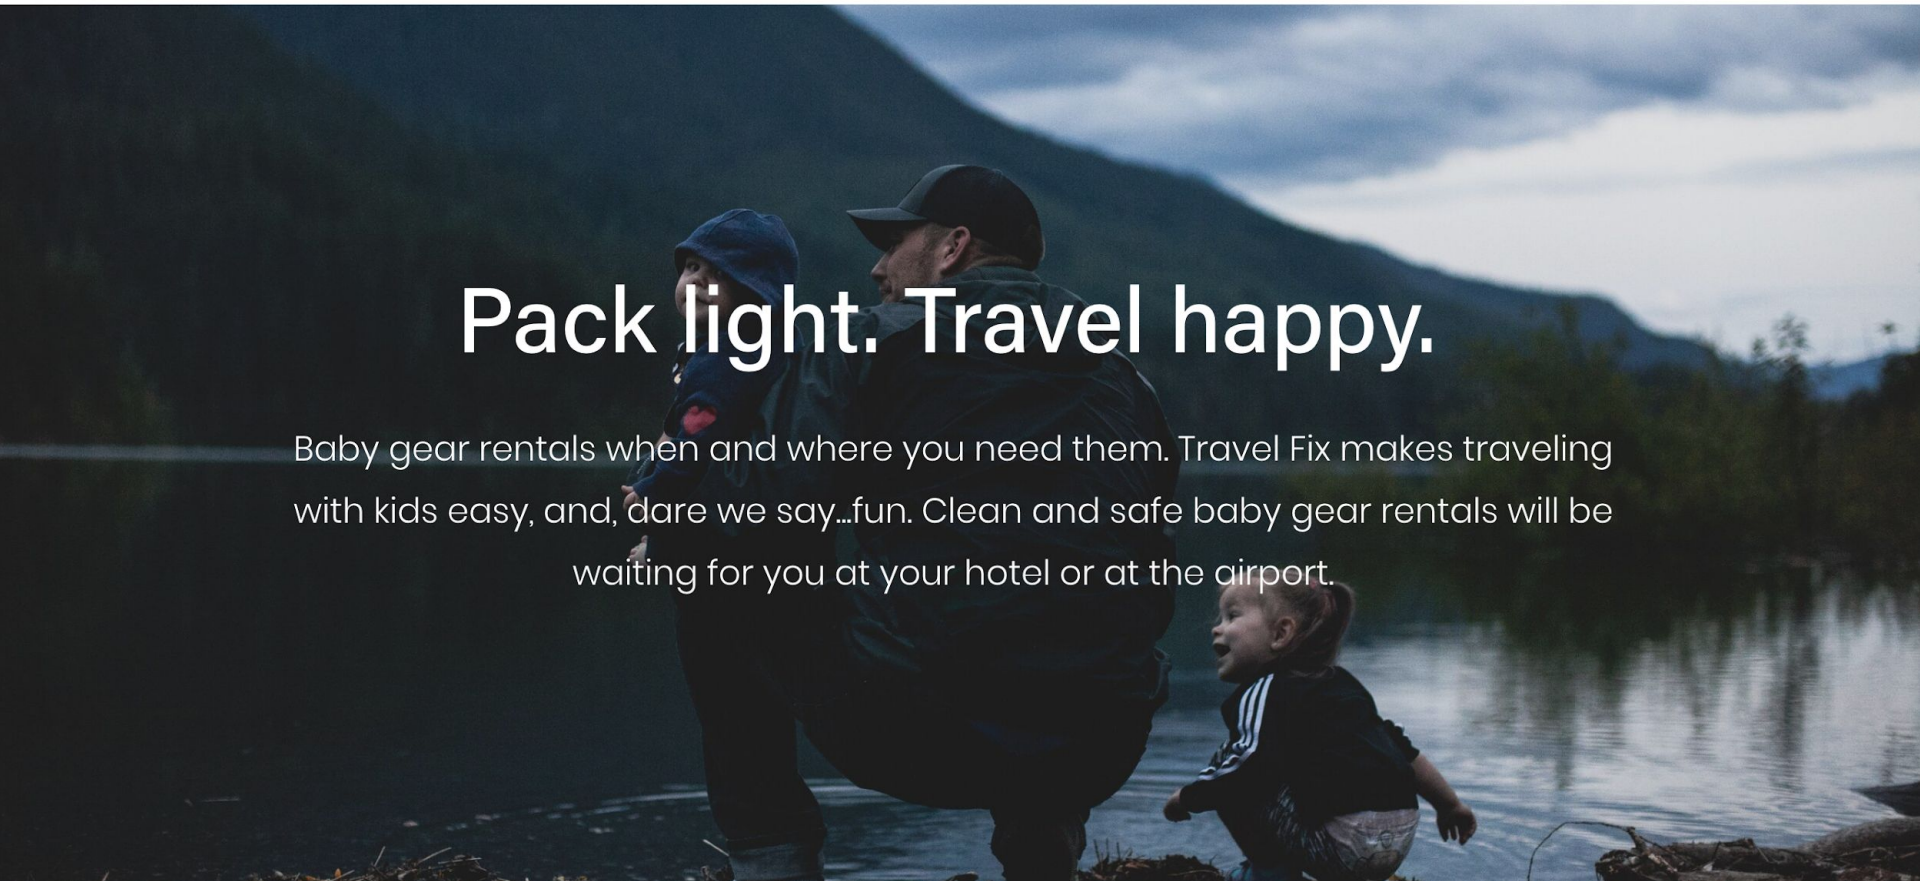 Pack light. Travel happy.
Baby gear rentals when and where you need them. Travel Fix makes traveling
with kids easy, and, dare we say...fun. Clean and safe baby gear rentals will be
waiting for you at your hotel or at the airport.